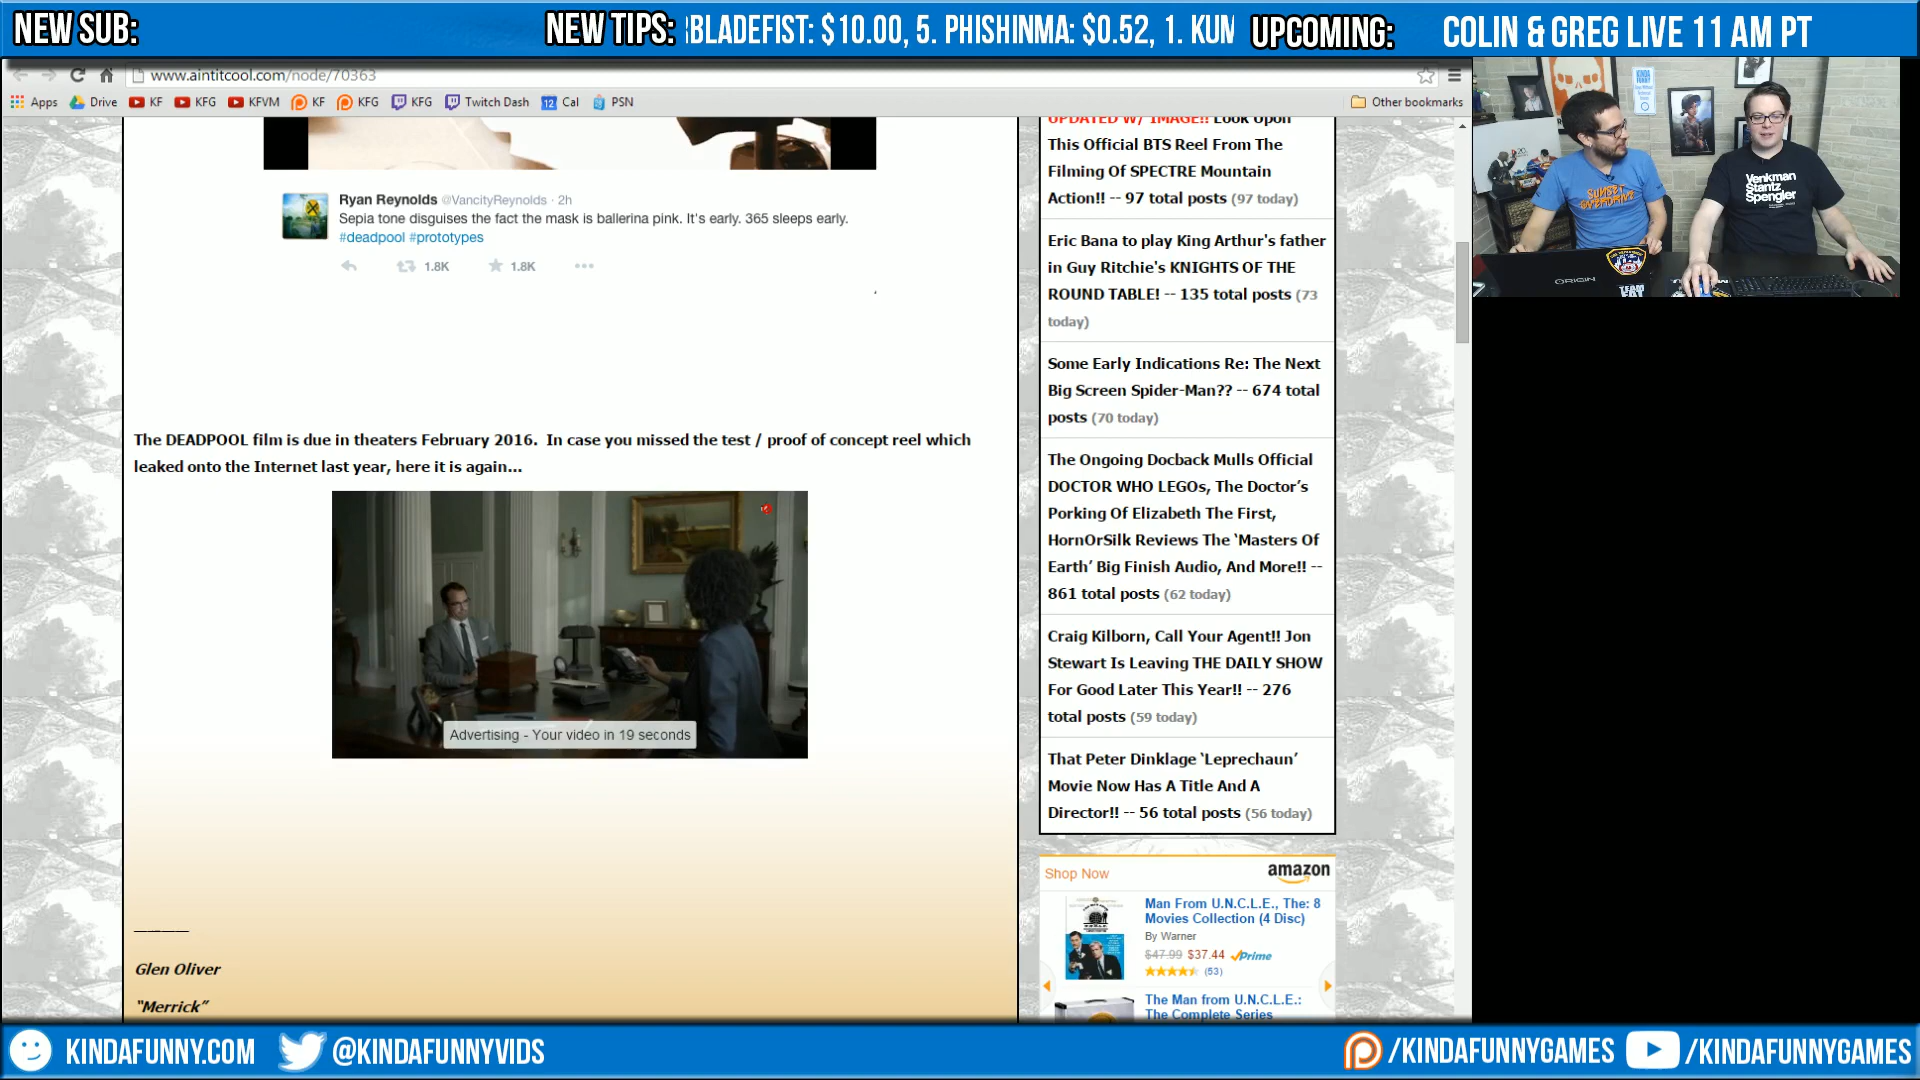 NEW SUB:
NEW TIPS:
BLADEFIST: $10.00, 5. PHISHINMA: $0.52, 1. KUM
UPCOMING:
COLIN & GREG LIVE 11 AM PT
www.aintitcool.com/node/70363
Apps
Drive
KF
KFG
KFVM
KF
KFG
KFG
Twitch Dash
12
Cal
PSN
Other bookmarks
Ryan Reynolds @VancityReynolds · 2h
Sepia tone disguises the fact the mask is ballerina pink. It's early. 365 sleeps early.
#deadpool #prototypes
1.8K
1.8K
The DEADPOOL film is due in theaters February 2016. In case you missed the test / proof of concept reel which
leaked onto the Internet last year, here it is again...
Advertising - Your video in 19 seconds
Glen Oliver
“Merrick”
UPDATED W/ IMAGE!! Look Upon
This Official BTS Reel From The
Filming Of SPECTRE Mountain
Action!! -- 97 total posts (97 today)
Eric Bana to play King Arthur's father
in Guy Ritchie's KNIGHTS OF THE
ROUND TABLE! -- 135 total posts (73
today)
Some Early Indications Re: The Next
Big Screen Spider-Man?? -- 674 total
posts (70 today)
The Ongoing Docback Mulls Official
DOCTOR WHO LEGOs, The Doctor’s
Porking Of Elizabeth The First,
HornOrSilk Reviews The ‘Masters Of
Earth’ Big Finish Audio, And More!! --
861 total posts (62 today)
Craig Kilborn, Call Your Agent!! Jon
Stewart Is Leaving THE DAILY SHOW
For Good Later This Year!! -- 276
total posts (59 today)
That Peter Dinklage ‘Leprechaun’
Movie Now Has A Title And A
Director!! -- 56 total posts (56 today)
Shop Now
amazon
Man From U.N.C.L.E., The: 8
Movies Collection (4 Disc)
By Warner
$47.99 $37.44 Prime
(53)
The Man from U.N.C.L.E.:
The Complete Series
SUNSET
OVERDRIVE
Venkman
Stantz
Spengler
ORIGIN
TEAM
FAT
KINDAFUNNY.COM
@KINDAFUNNYVIDS
/KINDAFUNNYGAMES
/KINDAFUNNYGAMES